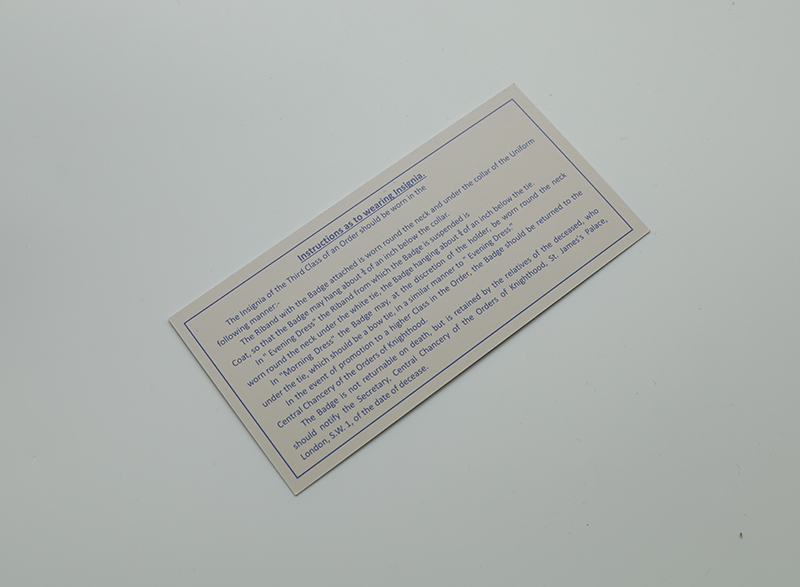 Instructions as to wearing Insignia.
The Insignia of the Third Class of an Order should be worn in the
following manner:-
The Riband with the Badge attached is worn round the neck and under the collar of the Uniform
Coat, so that the Badge may hang about ¾ of an inch below the collar.
In " Evening Dress" the Riband from which the Badge is suspended is
worn round the neck under the white tie, the Badge hanging about ¾ of an inch below the tie.
In "Morning Dress" the Badge may, at the discretion of the holder, be worn round the neck
under the tie, which should be a bow tie, in a similar manner to " Evening Dress."
In the event of promotion to a higher Class in the Order, the Badge should be returned to the
Central Chancery of the Orders of Knighthood.
The Badge is not returnable on death, but is retained by the relatives of the deceased, who
should notify the Secretary, Central Chancery of the Orders of Knighthood, St. James's Palace,
London, S.W. 1, of the date of decease.